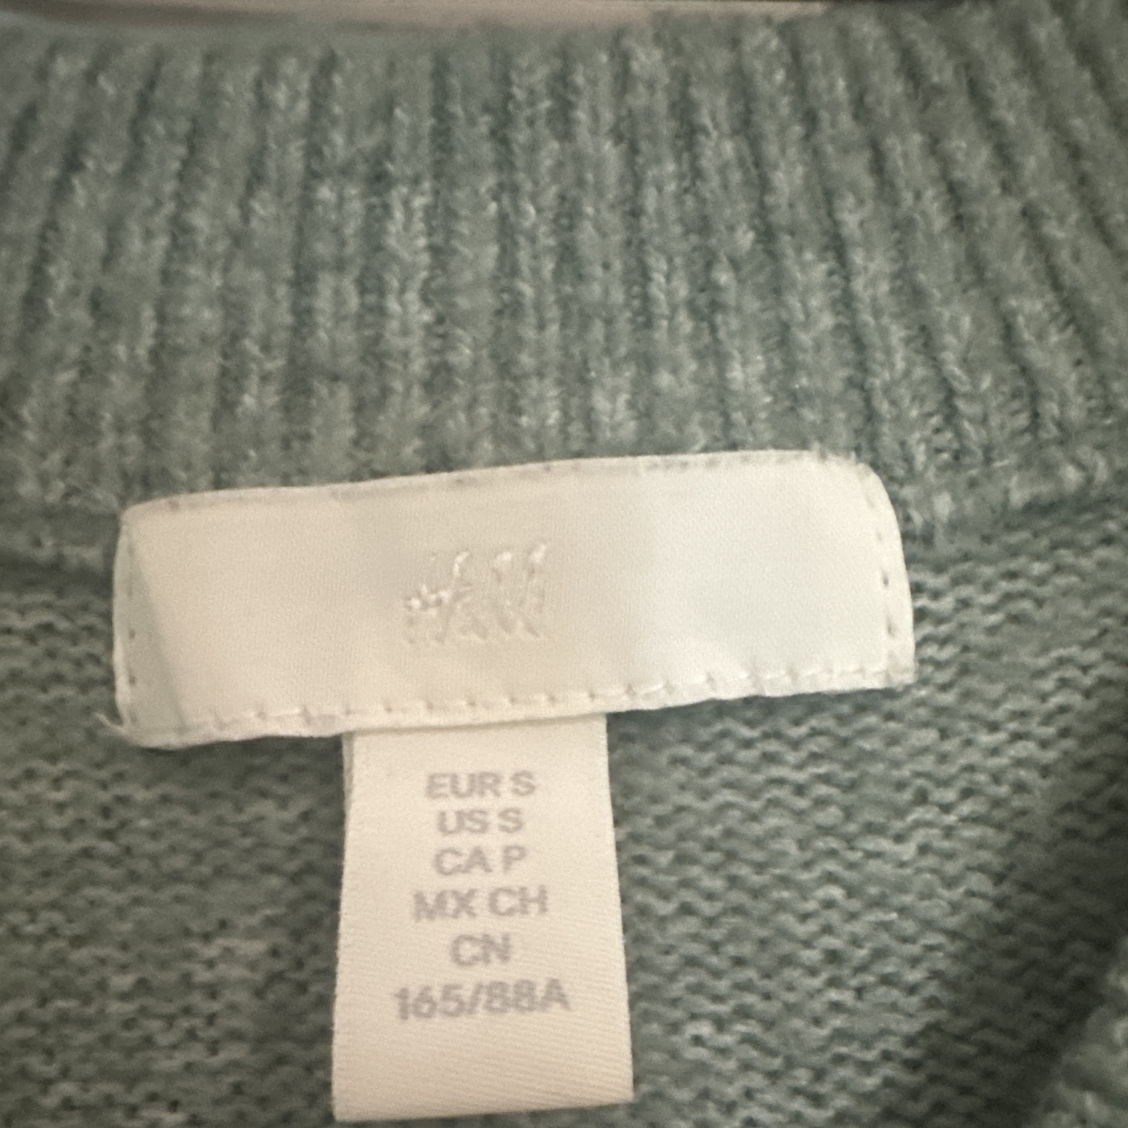 H&M
EUR S
US S
CA P
MX CH
CN
165/88A